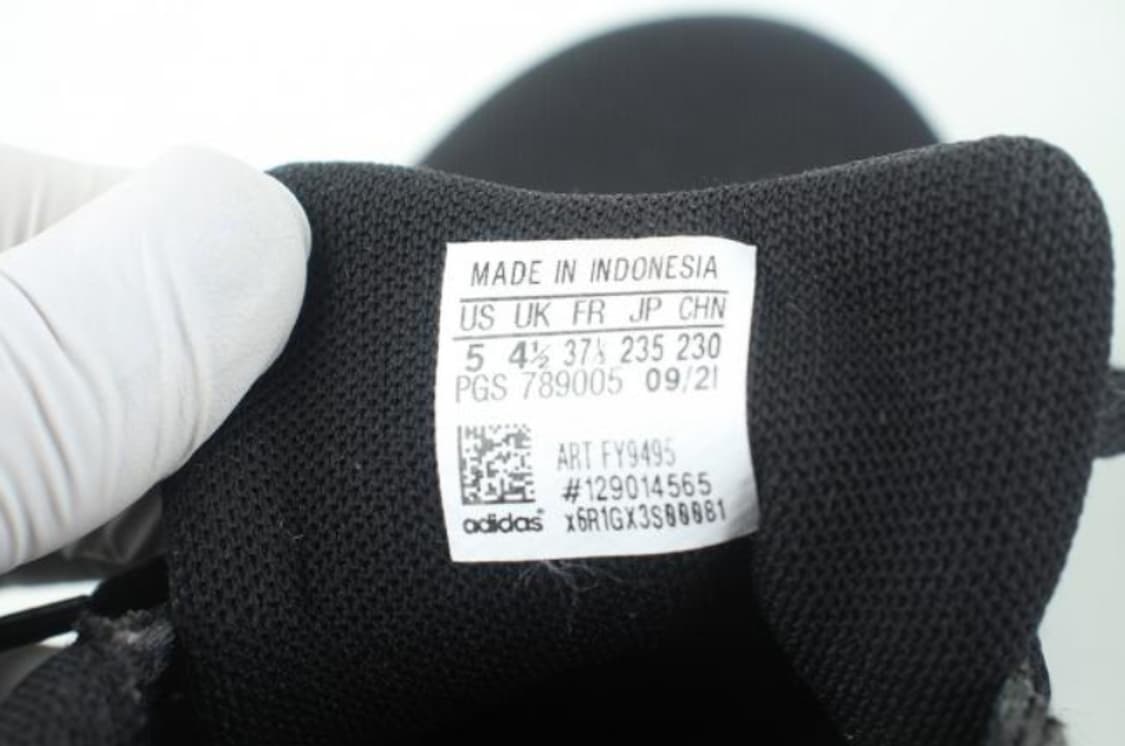 MADE IN INDONESIA
US UK FR JP CHN
5 4½ 37⅓ 235 230
PGS 789005 09/21
ART FY9495
#129014565
adidas x6R1GX3S00081